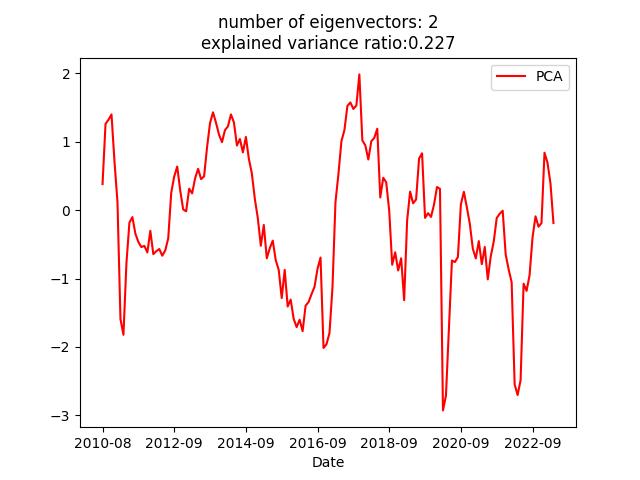 number of eigenvectors: 2
explained variance ratio:0.227
PCA
2
1
0
−1
−2
−3
2010-08 2012-09 2014-09 2016-09 2018-09 2020-09 2022-09
Date